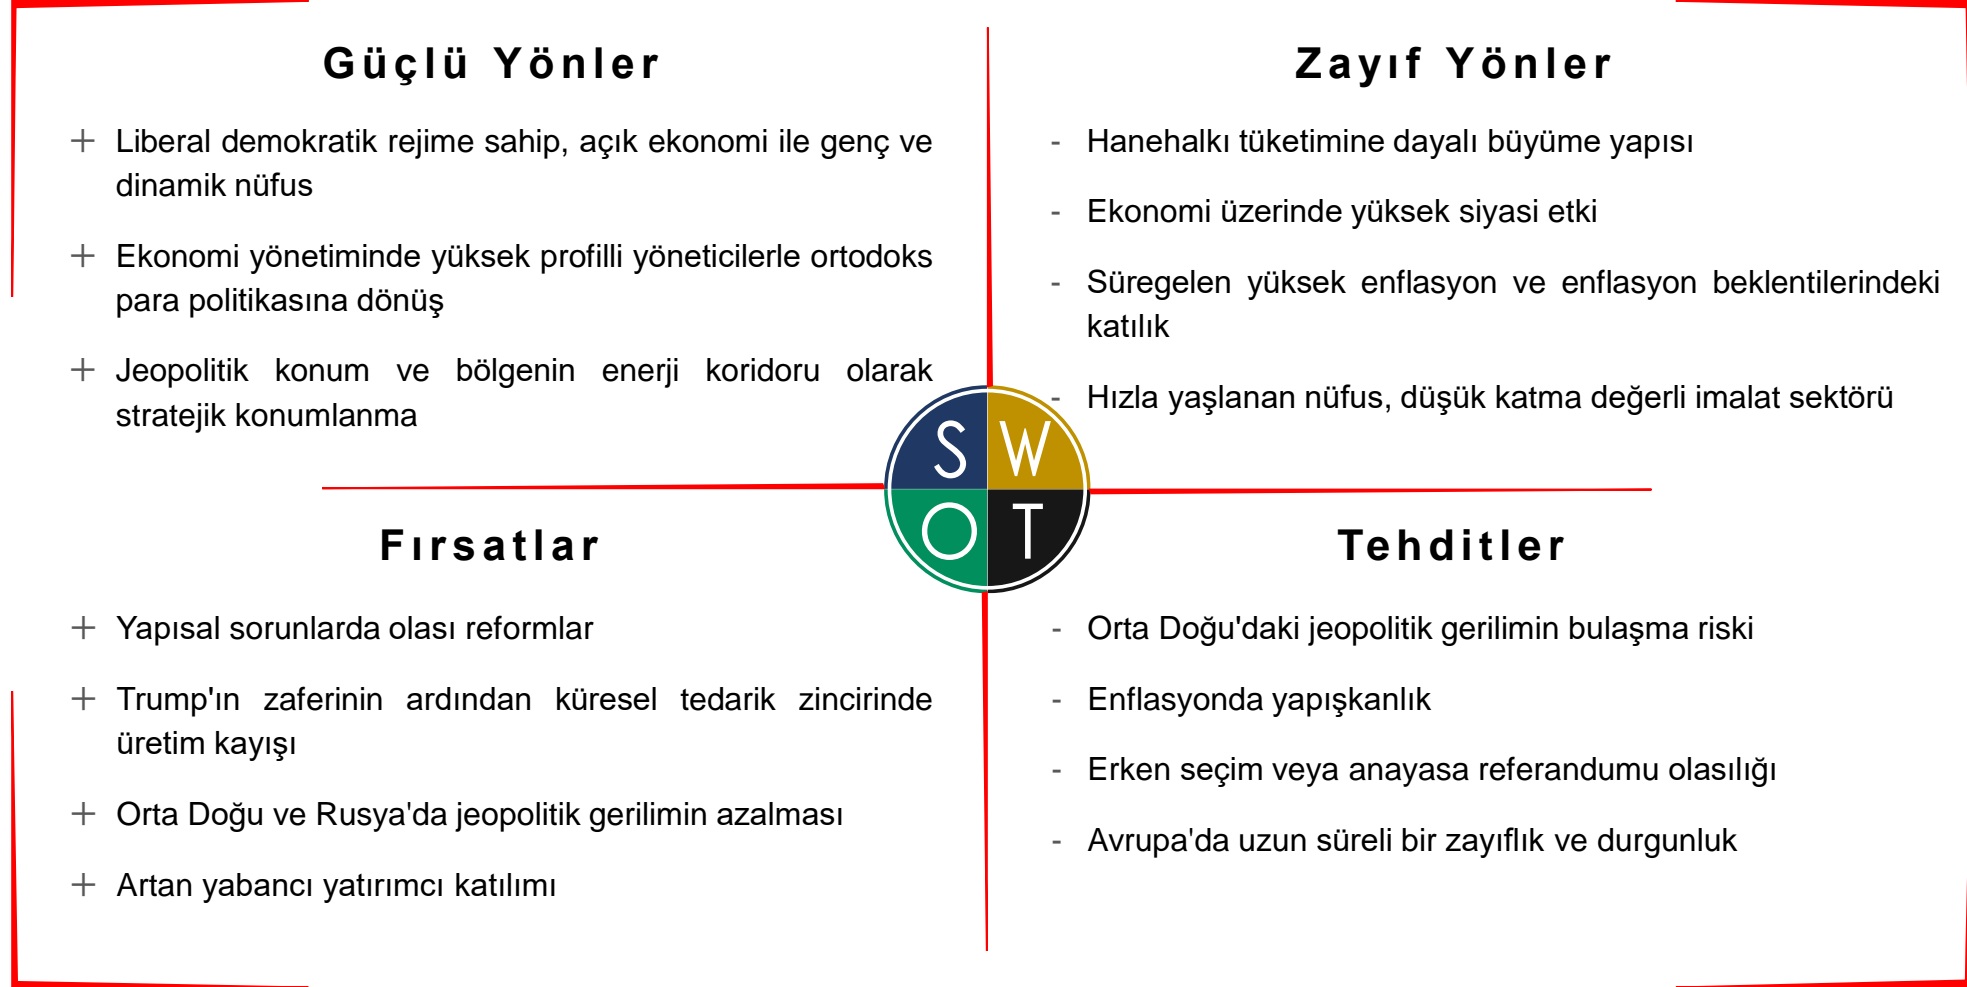 Güçlü Yönler
+ Liberal demokratik rejime sahip, açık ekonomi ile genç ve
dinamik nüfus
+ Ekonomi yönetiminde yüksek profilli yöneticilerle ortodoks
para politikasına dönüş
+ Jeopolitik konum ve bölgenin enerji koridoru olarak
stratejik konumlanma
Zayıf Yönler
- Hanehalkı tüketimine dayalı büyüme yapısı
- Ekonomi üzerinde yüksek siyasi etki
- Süregelen yüksek enflasyon ve enflasyon beklentilerindeki
katılık
- Hızla yaşlanan nüfus, düşük katma değerli imalat sektörü
S W
O T
Fırsatlar
+ Yapısal sorunlarda olası reformlar
+ Trump'ın zaferinin ardından küresel tedarik zincirinde
üretim kayışı
+ Orta Doğu ve Rusya'da jeopolitik gerilimin azalması
+ Artan yabancı yatırımcı katılımı
Tehditler
- Orta Doğu'daki jeopolitik gerilimin bulaşma riski
- Enflasyonda yapışkanlık
- Erken seçim veya anayasa referandumu olasılığı
- Avrupa'da uzun süreli bir zayıflık ve durgunluk